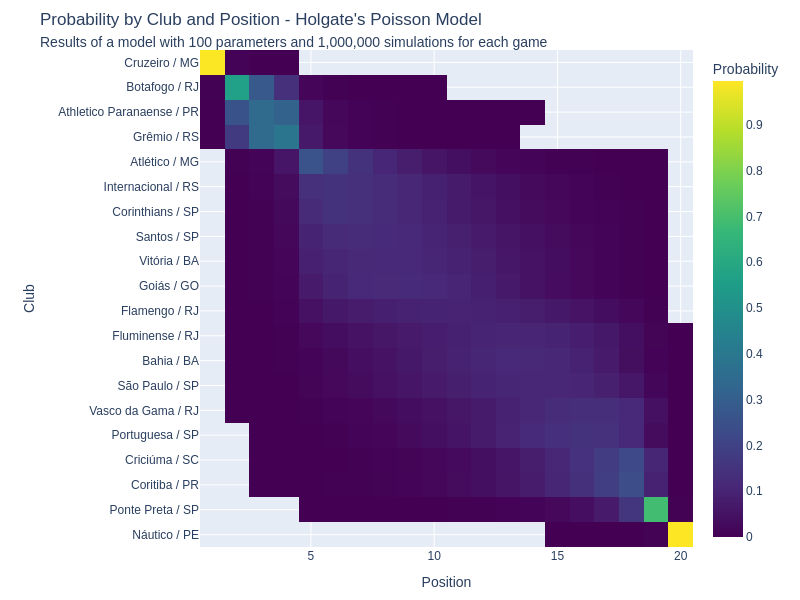 Probability by Club and Position - Holgate's Poisson Model
Results of a model with 100 parameters and 1,000,000 simulations for each game
Probability
Cruzeiro / MG
Botafogo / RJ
Athletico Paranaense / PR
Grêmio / RS
Atlético / MG
Internacional / RS
Corinthians / SP
Santos / SP
Vitória / BA
Goiás / GO
Flamengo / RJ
Fluminense / RJ
Bahia / BA
São Paulo / SP
Vasco da Gama / RJ
Portuguesa / SP
Criciúma / SC
Coritiba / PR
Ponte Preta / SP
Náutico / PE
Club
5
10
15
20
Position
0.9
0.8
0.7
0.6
0.5
0.4
0.3
0.2
0.1
0